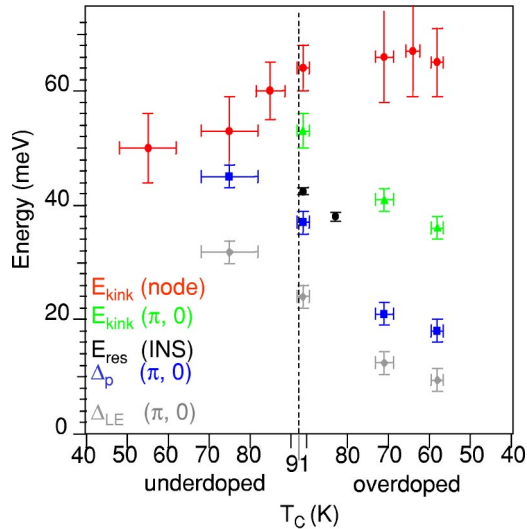 60
40
20
0
Energy (meV)
E_kink (node)
E_kink (π, 0)
E_res (INS)
Δ_p (π, 0)
Δ_LE (π, 0)
40 50 60 70 80 91 80 70 60 50 40
underdoped overdoped
T_C (K)